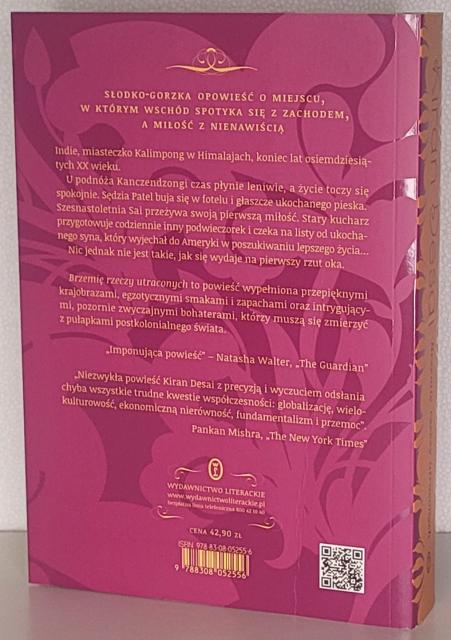 SŁODKO-GORZKA OPOWIEŚĆ O MIEJSCU,
W KTÓRYM WSCHÓD SPOTYKA SIĘ Z ZACHODEM,
A MIŁOŚĆ Z NIENAWIŚCIĄ
Indie, miasteczko Kalimpong w Himalajach, koniec lat osiemdziesią-
tych XX wieku.
U podnóża Kanczendzongi czas płynie leniwie, a życie toczy się
spokojnie. Sędzia Patel buja się w fotelu i głaszcze ukochanego pieska.
Szesnastoletnia Sai przeżywa swoją pierwszą miłość. Stary kucharz
przygotowuje codziennie inny podwieczorek i czeka na listy od ukocha-
nego syna, który wyjechał do Ameryki w poszukiwaniu lepszego życia...
Nic jednak nie jest takie, jak się wydaje na pierwszy rzut oka.
Brzemię rzeczy utraconych to powieść wypełniona przepięknymi
krajobrazami, egzotycznymi smakami i zapachami oraz intrygujący-
mi, pozornie zwyczajnymi bohaterami, którzy muszą się zmierzyć
z pułapkami postkolonialnego świata.
„Imponująca powieść” – Natasha Walter, „The Guardian”
„Niezwykła powieść Kiran Desai z precyzją i wyczuciem odsłania
chyba wszystkie trudne kwestie współczesności: globalizację, wielo-
kulturowość, ekonomiczną nierówność, fundamentalizm i przemoc”.
Pankan Mishra, „The New York Times”
WYDAWNICTWO LITERACKIE
www.wydawnictwoliterackie.pl
bezpłatna linia telefoniczna 800 42 10 40
CENA 42,90 ZŁ
ISBN 978 83-08-05255-6
9 788308 052556